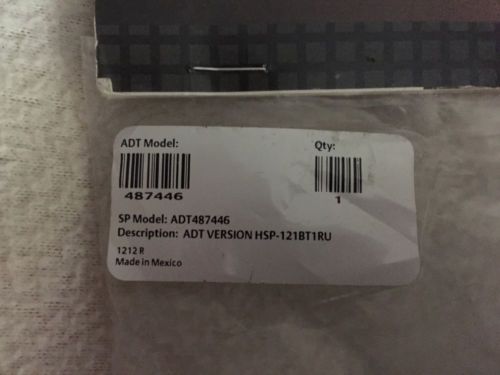 ADT Model:
Qty:
487446
1
SP Model: ADT487446
Description: ADT VERSION HSP-121BT1RU
1212 R
Made in Mexico